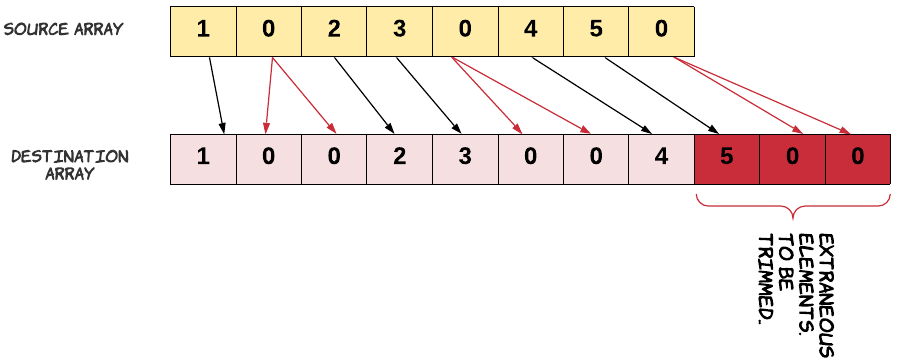 SOURCE ARRAY
1 0 2 3 0 4 5 0
DESTINATION
ARRAY
1 0 0 2 3 0 0 4 5 0 0
EXTRANEOUS
ELEMENTS.
TO BE
TRIMMED.